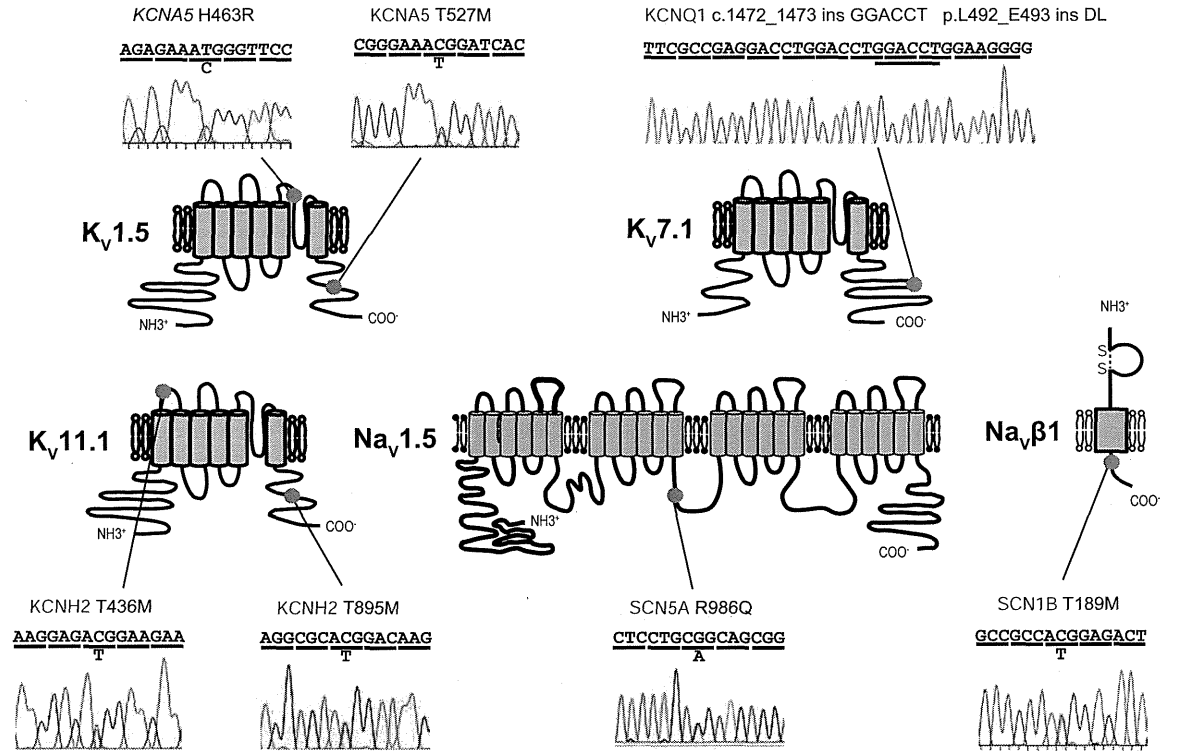 KCNA5 H463R
KCNA5 T527M
KCNQ1 c.1472_1473 ins GGACCT p.L492_E493 ins DL
AGAGAAATGGGTTCC
C
CGGGAAACGGATCAC
T
TTCGCCGAGGACCTGGACCTGGACCTGGAAGGGG
KV1.5
NH3+
COO-
KV7.1
NH3+
COO-
KV11.1
NH3+
COO-
NaV1.5
NH3+
COO-
NaVβ1
NH3+
S
S
COO-
KCNH2 T436M
AAGGAGACGGAAGAA
T
KCNH2 T895M
AGGCGCACGGACAAG
T
SCN5A R986Q
CTCCTGCGGCAGCGG
A
SCN1B T189M
GCCGCCACGGAGACT
T